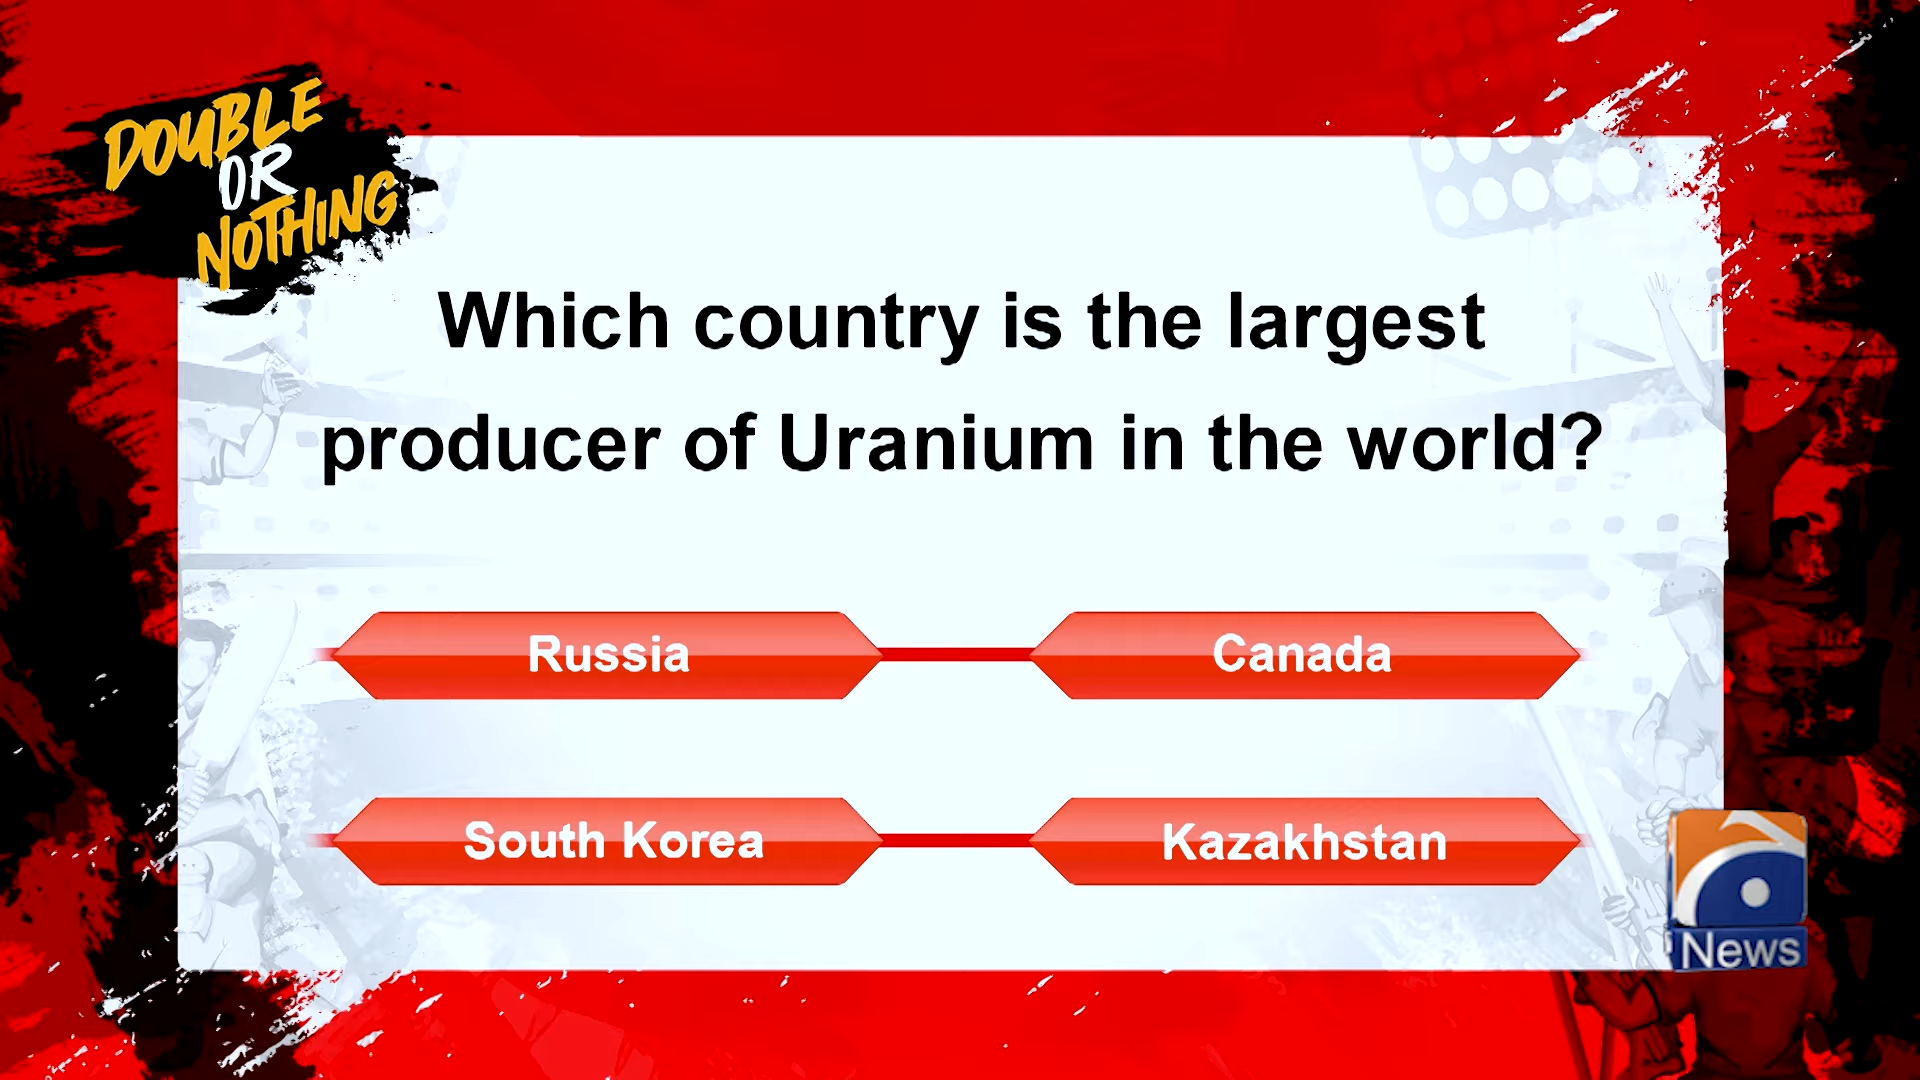 DOUBLE
OR
NOTHING
Which country is the largest
producer of Uranium in the world?
Russia
Canada
South Korea
Kazakhstan
News